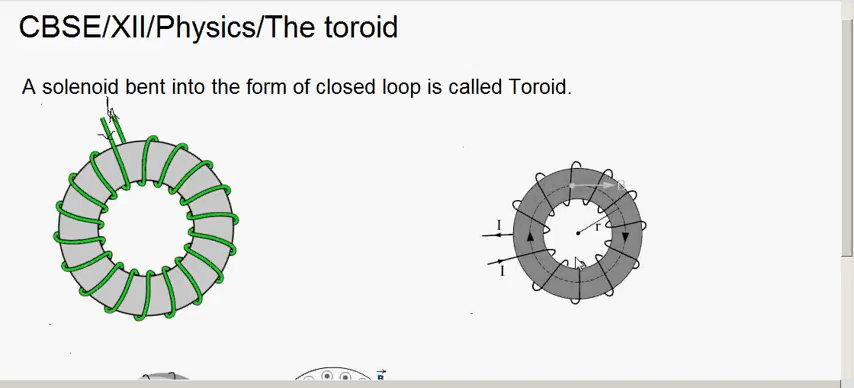 CBSE/XII/Physics/The toroid
A solenoid bent into the form of closed loop is called Toroid.
B
I
r
I
B